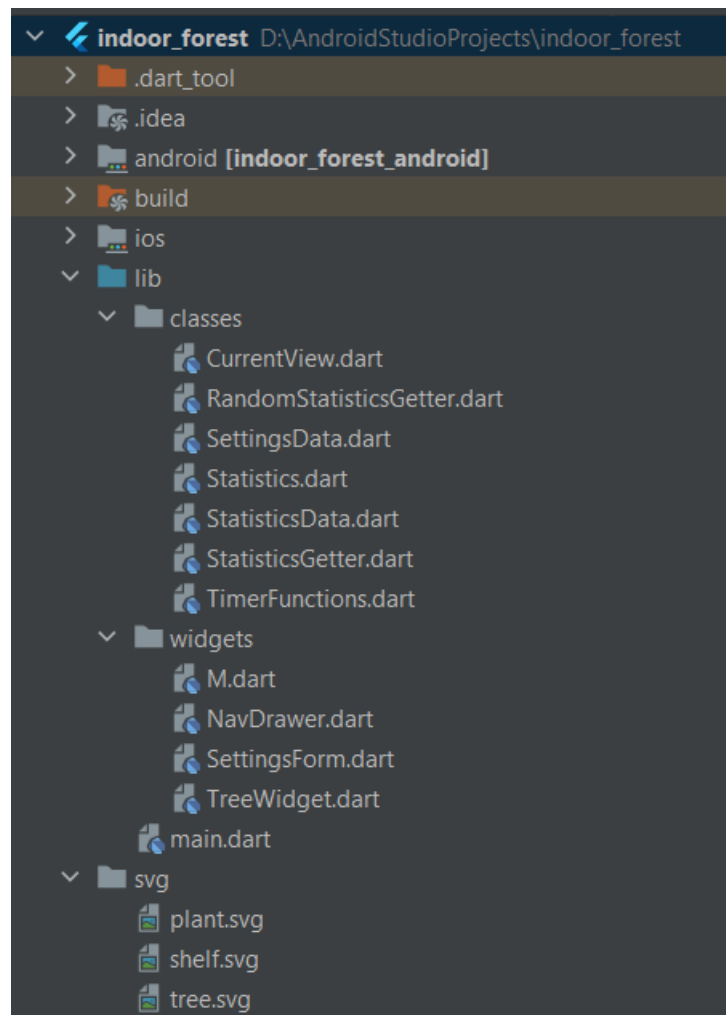 indoor_forest D:\AndroidStudioProjects\indoor_forest
.dart_tool
.idea
android [indoor_forest_android]
build
ios
lib
classes
CurrentView.dart
RandomStatisticsGetter.dart
SettingsData.dart
Statistics.dart
StatisticsData.dart
StatisticsGetter.dart
TimerFunctions.dart
widgets
M.dart
NavDrawer.dart
SettingsForm.dart
TreeWidget.dart
main.dart
svg
plant.svg
shelf.svg
tree.svg